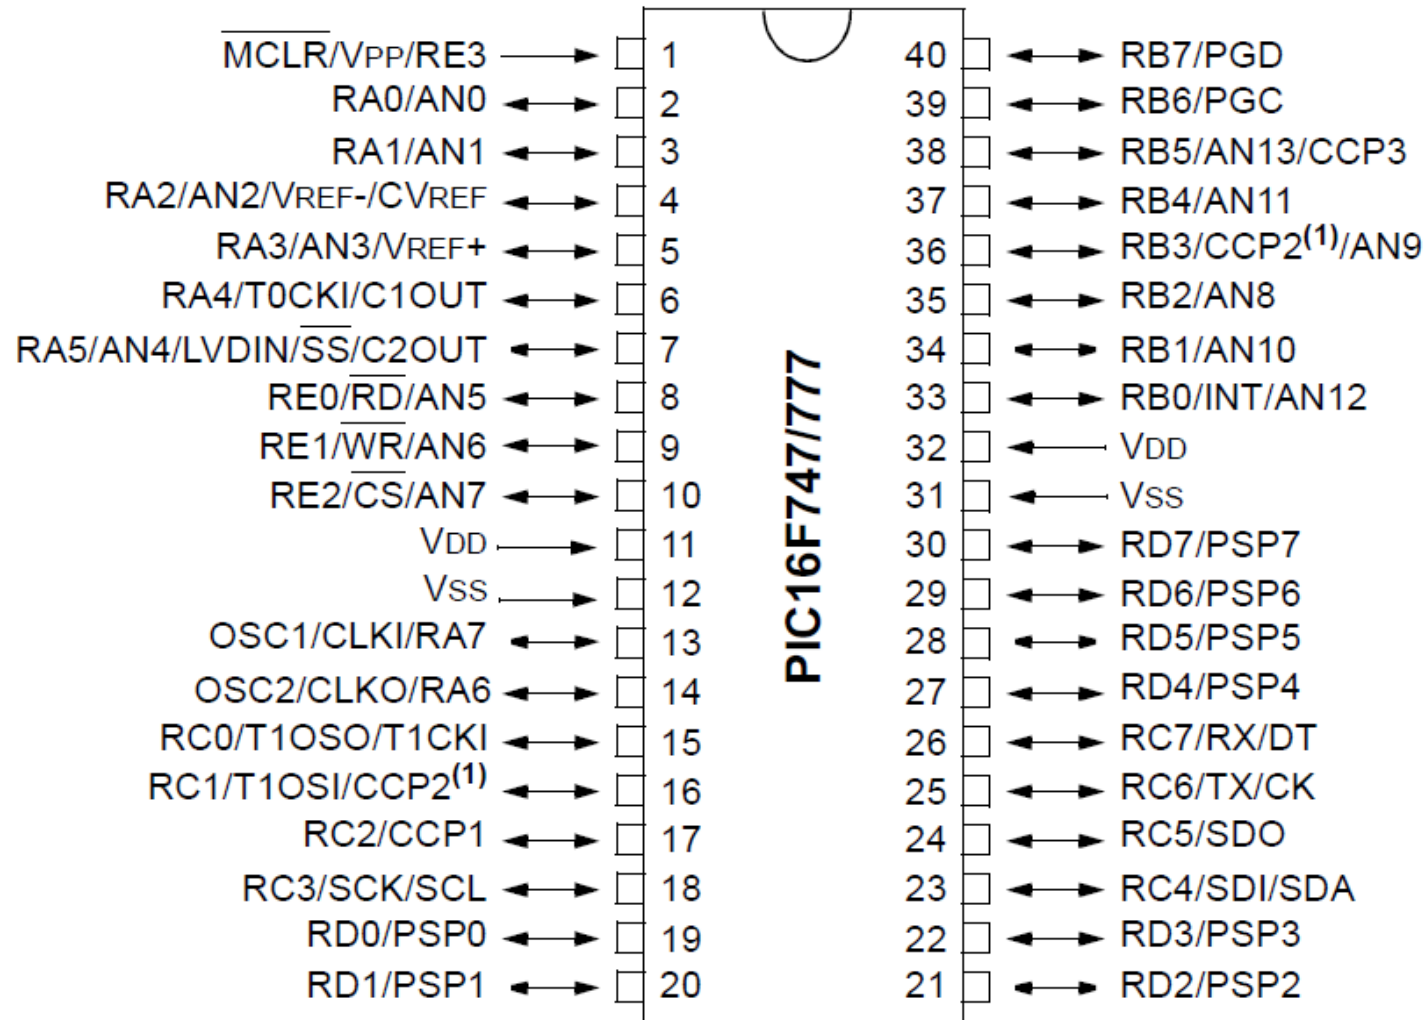 MCLR/VPP/RE3 1 40 RB7/PGD
RA0/AN0 2 39 RB6/PGC
RA1/AN1 3 38 RB5/AN13/CCP3
RA2/AN2/VREF-/CVREF 4 37 RB4/AN11
RA3/AN3/VREF+ 5 36 RB3/CCP2(1)/AN9
RA4/T0CKI/C1OUT 6 35 RB2/AN8
RA5/AN4/LVDIN/SS/C2OUT 7 34 RB1/AN10
RE0/RD/AN5 8 33 RB0/INT/AN12
RE1/WR/AN6 9 32 VDD
RE2/CS/AN7 10 31 VSS
VDD 11 30 RD7/PSP7
VSS 12 29 RD6/PSP6
OSC1/CLKI/RA7 13 28 RD5/PSP5
OSC2/CLKO/RA6 14 27 RD4/PSP4
RC0/T1OSO/T1CKI 15 26 RC7/RX/DT
RC1/T1OSI/CCP2(1) 16 25 RC6/TX/CK
RC2/CCP1 17 24 RC5/SDO
RC3/SCK/SCL 18 23 RC4/SDI/SDA
RD0/PSP0 19 22 RD3/PSP3
RD1/PSP1 20 21 RD2/PSP2
PIC16F747/777